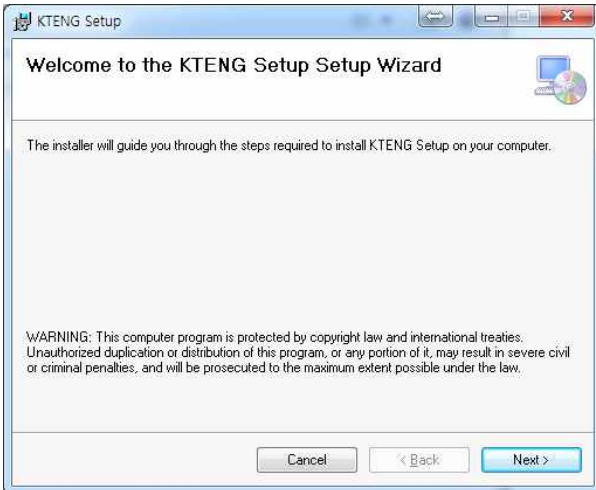 KTENG Setup
Welcome to the KTENG Setup Setup Wizard
The installer will guide you through the steps required to install KTENG Setup on your computer.
WARNING: This computer program is protected by copyright law and international treaties.
Unauthorized duplication or distribution of this program, or any portion of it, may result in severe civil
or criminal penalties, and will be prosecuted to the maximum extent possible under the law.
Cancel < Back Next >